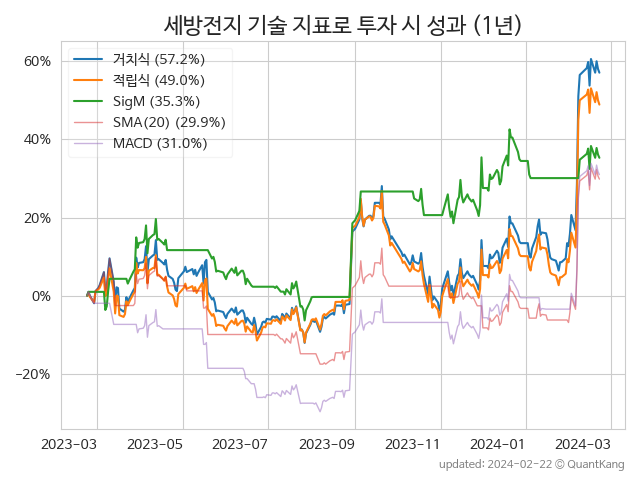 세방전지 기술 지표로 투자 시 성과 (1년)
60%
40%
20%
0%
−20%
거치식 (57.2%)
적립식 (49.0%)
SigM (35.3%)
SMA(20) (29.9%)
MACD (31.0%)
2023-03 2023-05 2023-07 2023-09 2023-11 2024-01 2024-03
updated: 2024-02-22 © QuantKang